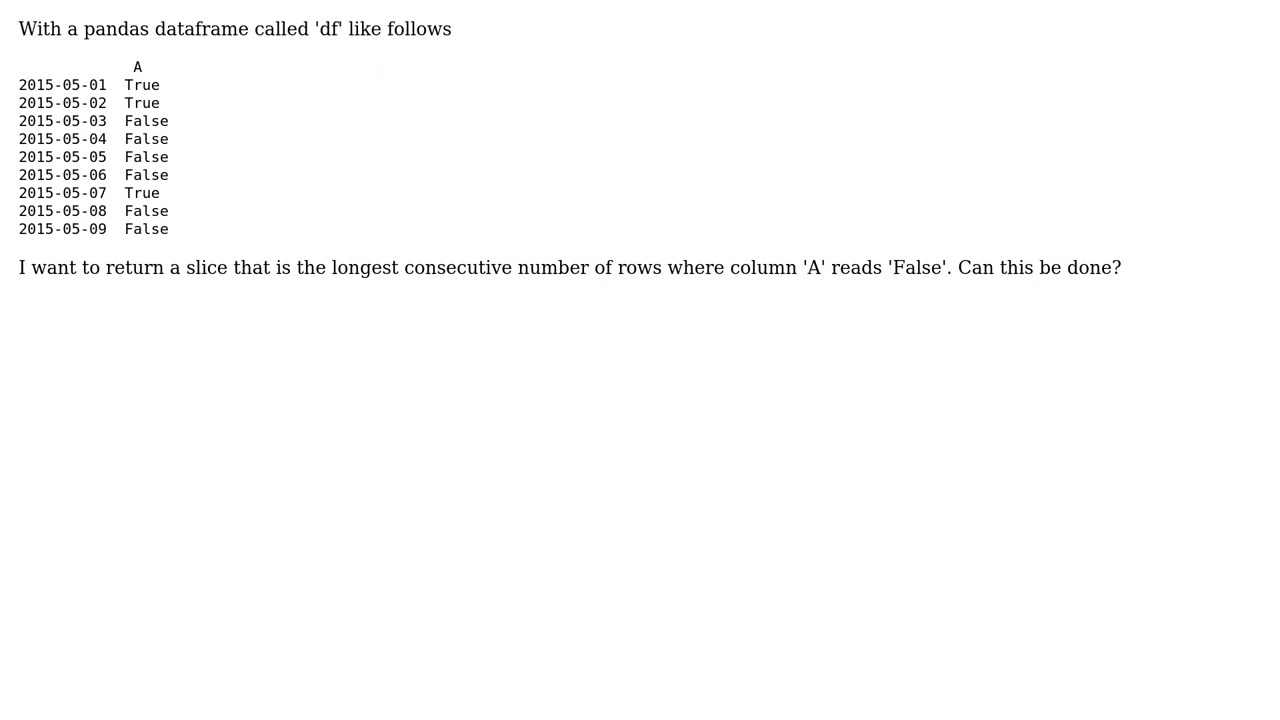 With a pandas dataframe called 'df' like follows
A
2015-05-01 True
2015-05-02 True
2015-05-03 False
2015-05-04 False
2015-05-05 False
2015-05-06 False
2015-05-07 True
2015-05-08 False
2015-05-09 False
I want to return a slice that is the longest consecutive number of rows where column 'A' reads 'False'. Can this be done?